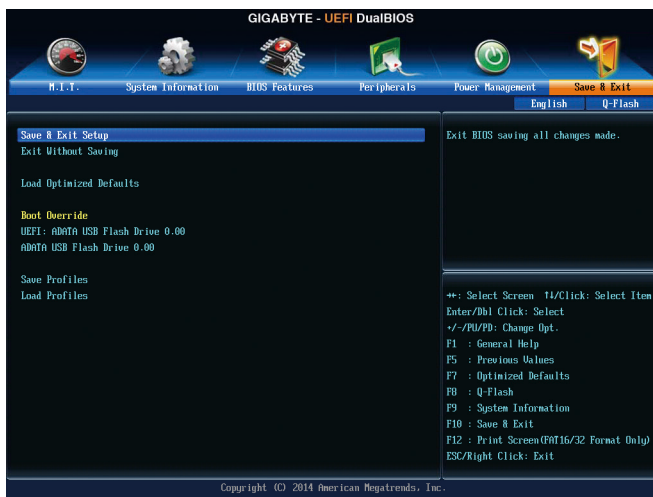 GIGABYTE - UEFI DualBIOS
M.I.T. System Information BIOS Features Peripherals Power Management Save & Exit
English Q-Flash
Save & Exit Setup
Exit Without Saving
Load Optimized Defaults
Boot Override
UEFI: ADATA USB Flash Drive 0.00
ADATA USB Flash Drive 0.00
Save Profiles
Load Profiles
Exit BIOS saving all changes made.
→←: Select Screen ↑↓/Click: Select Item
Enter/Dbl Click: Select
+/-/PU/PD: Change Opt.
F1 : General Help
F5 : Previous Values
F7 : Optimized Defaults
F8 : Q-Flash
F9 : System Information
F10 : Save & Exit
F12 : Print Screen(FAT16/32 Format Only)
ESC/Right Click: Exit
Copyright (C) 2014 American Megatrends, Inc.